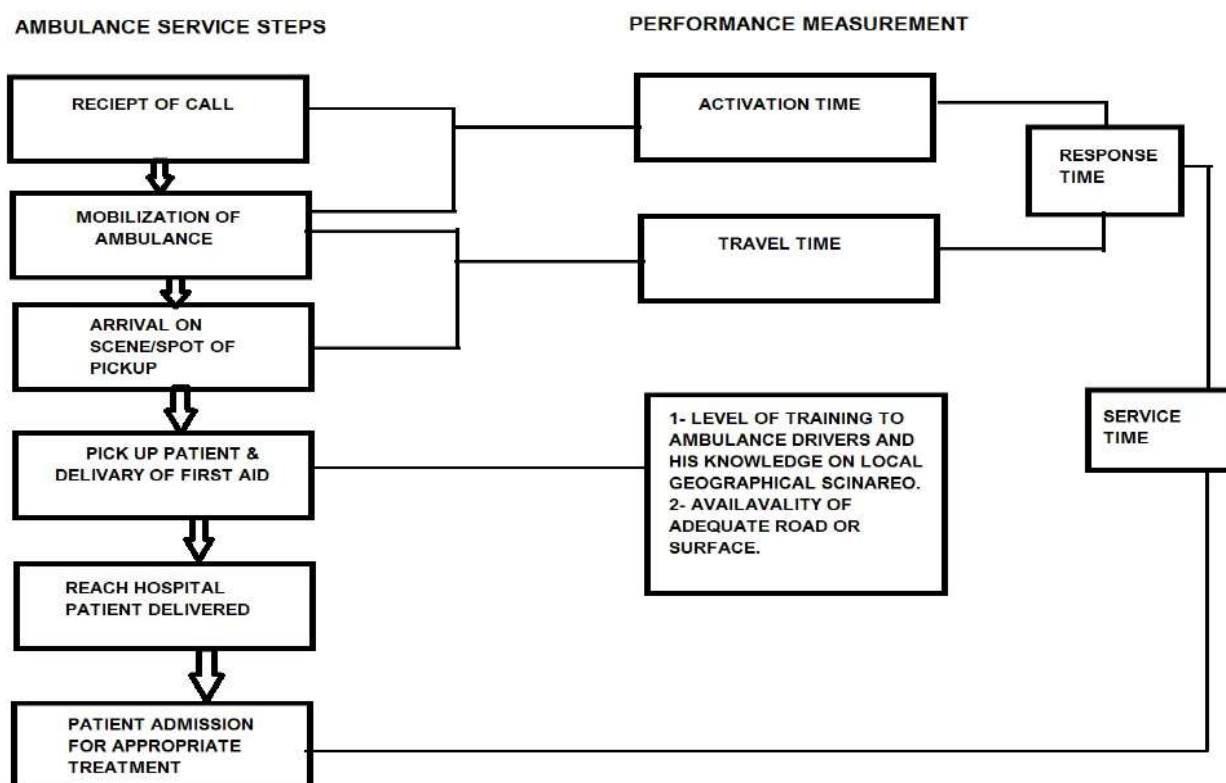 AMBULANCE SERVICE STEPS
PERFORMANCE MEASUREMENT
RECIEPT OF CALL
ACTIVATION TIME
RESPONSE
TIME
MOBILIZATION OF
AMBULANCE
TRAVEL TIME
ARRIVAL ON
SCENE/SPOT OF
PICKUP
PICK UP PATIENT &
DELIVARY OF FIRST AID
1- LEVEL OF TRAINING TO
AMBULANCE DRIVERS AND
HIS KNOWLEDGE ON LOCAL
GEOGRAPHICAL SCINAREO.
2- AVAILAVALITY OF
ADEQUATE ROAD OR
SURFACE.
SERVICE
TIME
REACH HOSPITAL
PATIENT DELIVERED
PATIENT ADMISSION
FOR APPROPRIATE
TREATMENT